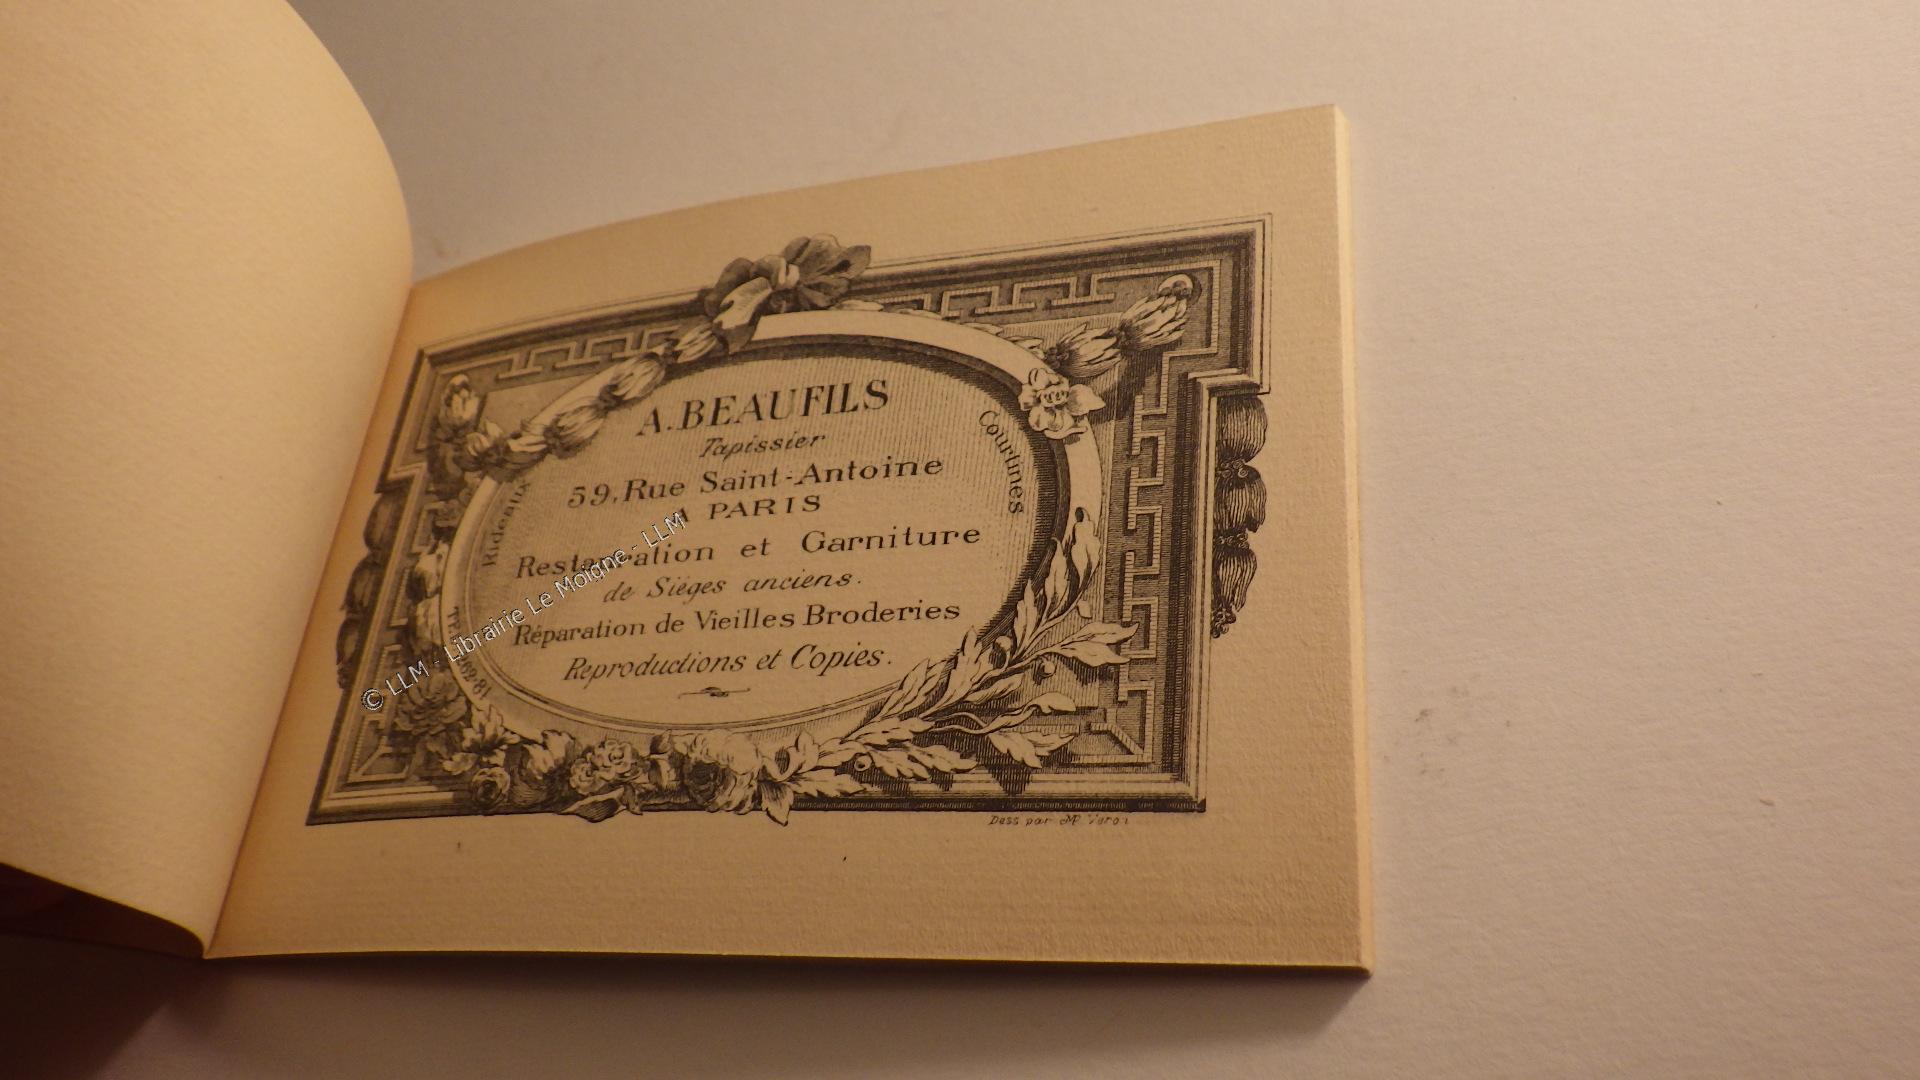 A. BEAUFILS
Tapissier
59, Rue Saint-Antoine
PARIS
Rideaux
Courtines
Restauration et Garniture
de Sièges anciens.
Réparation de Vieilles Broderies
Reproductions et Copies.
Dess par
© LLM - Librairie Le Moigne - LLM